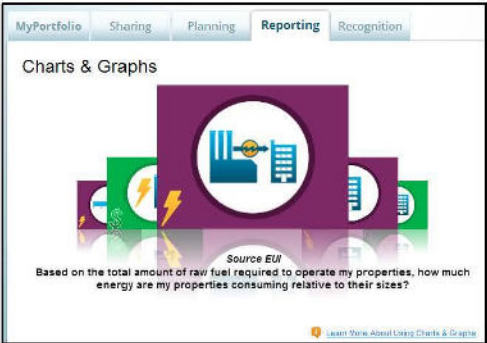 MyPortfolio Sharing Planning Reporting Recognition
Charts & Graphs
Source EUI
Based on the total amount of raw fuel required to operate my properties, how much
energy are my properties consuming relative to their sizes?
Learn More About Using Charts & Graphs